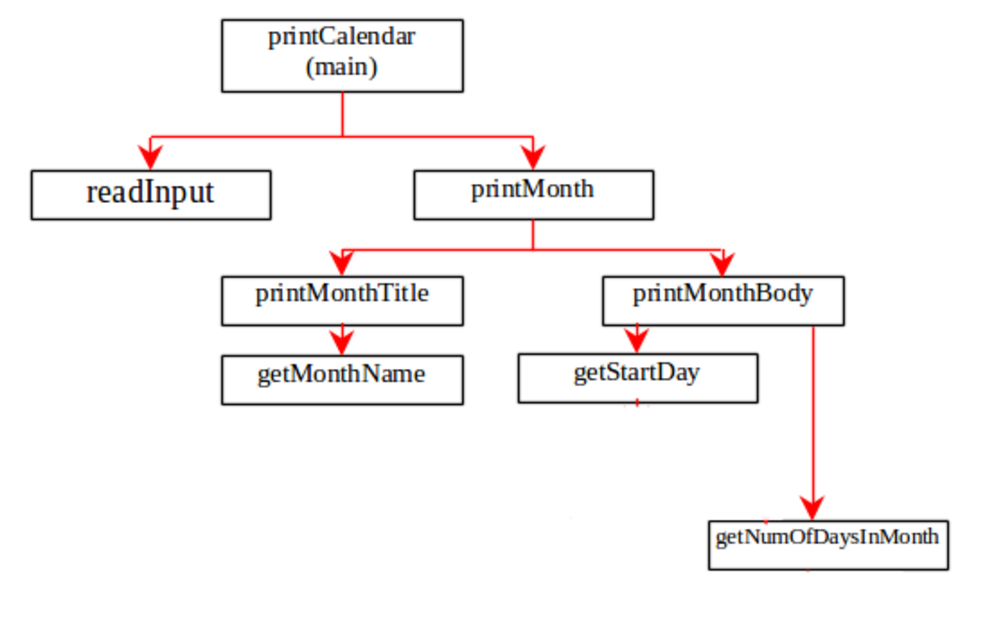 printCalendar
(main)
readInput
printMonth
printMonthTitle
printMonthBody
getMonthName
getStartDay
getNumOfDaysInMonth